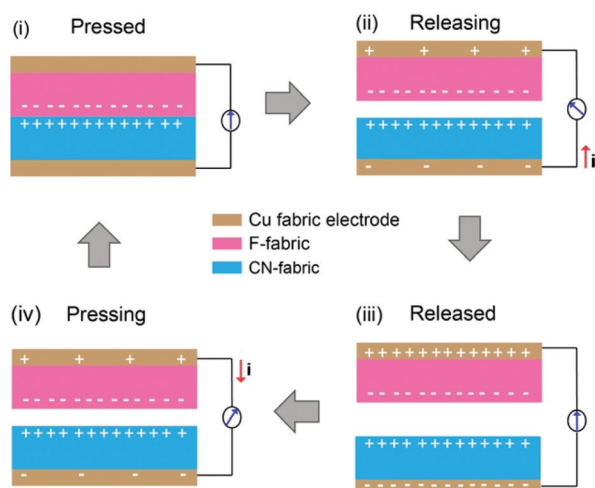 (i) Pressed
(ii) Releasing
i
Cu fabric electrode
F-fabric
CN-fabric
(iv) Pressing
(iii) Released
i